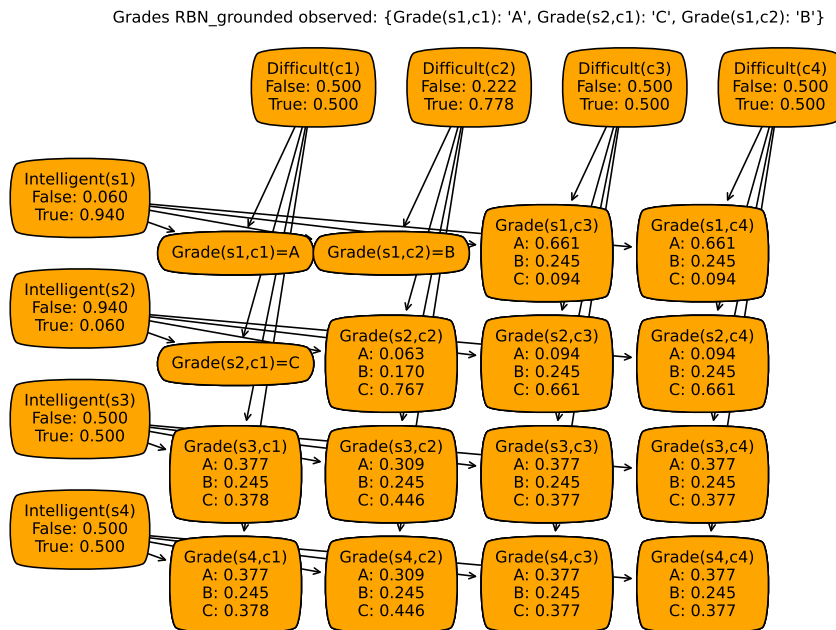 Grades RBN_grounded observed: {Grade(s1,c1): 'A', Grade(s2,c1): 'C', Grade(s1,c2): 'B'}
Difficult(c1)
False: 0.500
True: 0.500
Difficult(c2)
False: 0.222
True: 0.778
Difficult(c3)
False: 0.500
True: 0.500
Difficult(c4)
False: 0.500
True: 0.500
Intelligent(s1)
False: 0.060
True: 0.940
Grade(s1,c1)=A
Grade(s1,c2)=B
Grade(s1,c3)
A: 0.661
B: 0.245
C: 0.094
Grade(s1,c4)
A: 0.661
B: 0.245
C: 0.094
Intelligent(s2)
False: 0.940
True: 0.060
Grade(s2,c1)=C
Grade(s2,c2)
A: 0.063
B: 0.170
C: 0.767
Grade(s2,c3)
A: 0.094
B: 0.245
C: 0.661
Grade(s2,c4)
A: 0.094
B: 0.245
C: 0.661
Intelligent(s3)
False: 0.500
True: 0.500
Grade(s3,c1)
A: 0.377
B: 0.245
C: 0.378
Grade(s3,c2)
A: 0.309
B: 0.245
C: 0.446
Grade(s3,c3)
A: 0.377
B: 0.245
C: 0.377
Grade(s3,c4)
A: 0.377
B: 0.245
C: 0.377
Intelligent(s4)
False: 0.500
True: 0.500
Grade(s4,c1)
A: 0.377
B: 0.245
C: 0.378
Grade(s4,c2)
A: 0.309
B: 0.245
C: 0.446
Grade(s4,c3)
A: 0.377
B: 0.245
C: 0.377
Grade(s4,c4)
A: 0.377
B: 0.245
C: 0.377